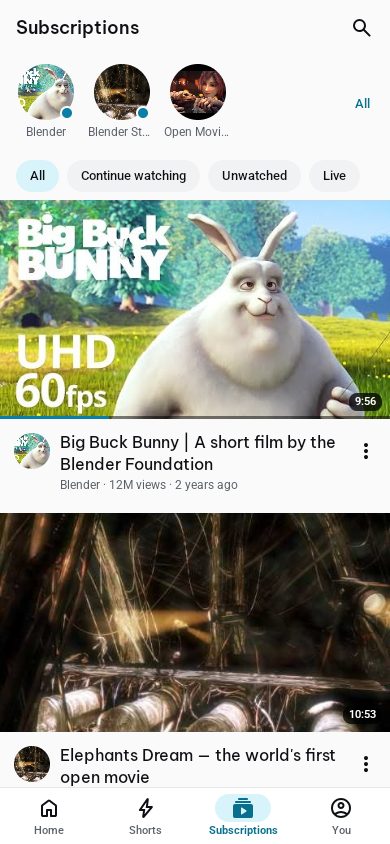 Subscriptions
Blender
Blender St…
Open Movi…
All
All
Continue watching
Unwatched
Live
Big Buck
BUNNY
UHD
60fps
9:56
Big Buck Bunny | A short film by the
Blender Foundation
Blender · 12M views · 2 years ago
10:53
Elephants Dream — the world's first
open movie
Home
Shorts
Subscriptions
You